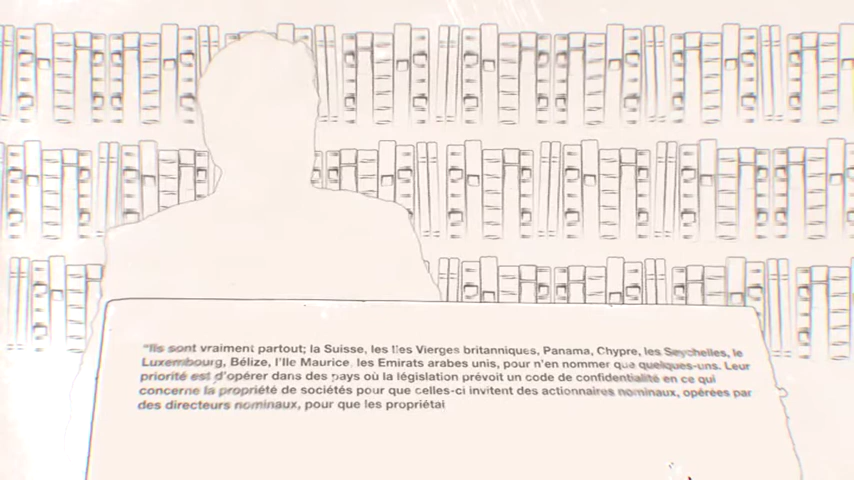 "Ils sont vraiment partout; la Suisse, les Iles Vierges britanniques, Panama, Chypre, les Seychelles, le
Luxembourg, Bélize, l'Ile Maurice, les Emirats arabes unis, pour n'en nommer que quelques-uns. Leur
priorité est d'opérer dans des pays où la législation prévoit un code de confidentialité en ce qui
concerne la propriété de sociétés pour que celles-ci invitent des actionnaires nominaux, opérées par
des directeurs nominaux, pour que les propriétai